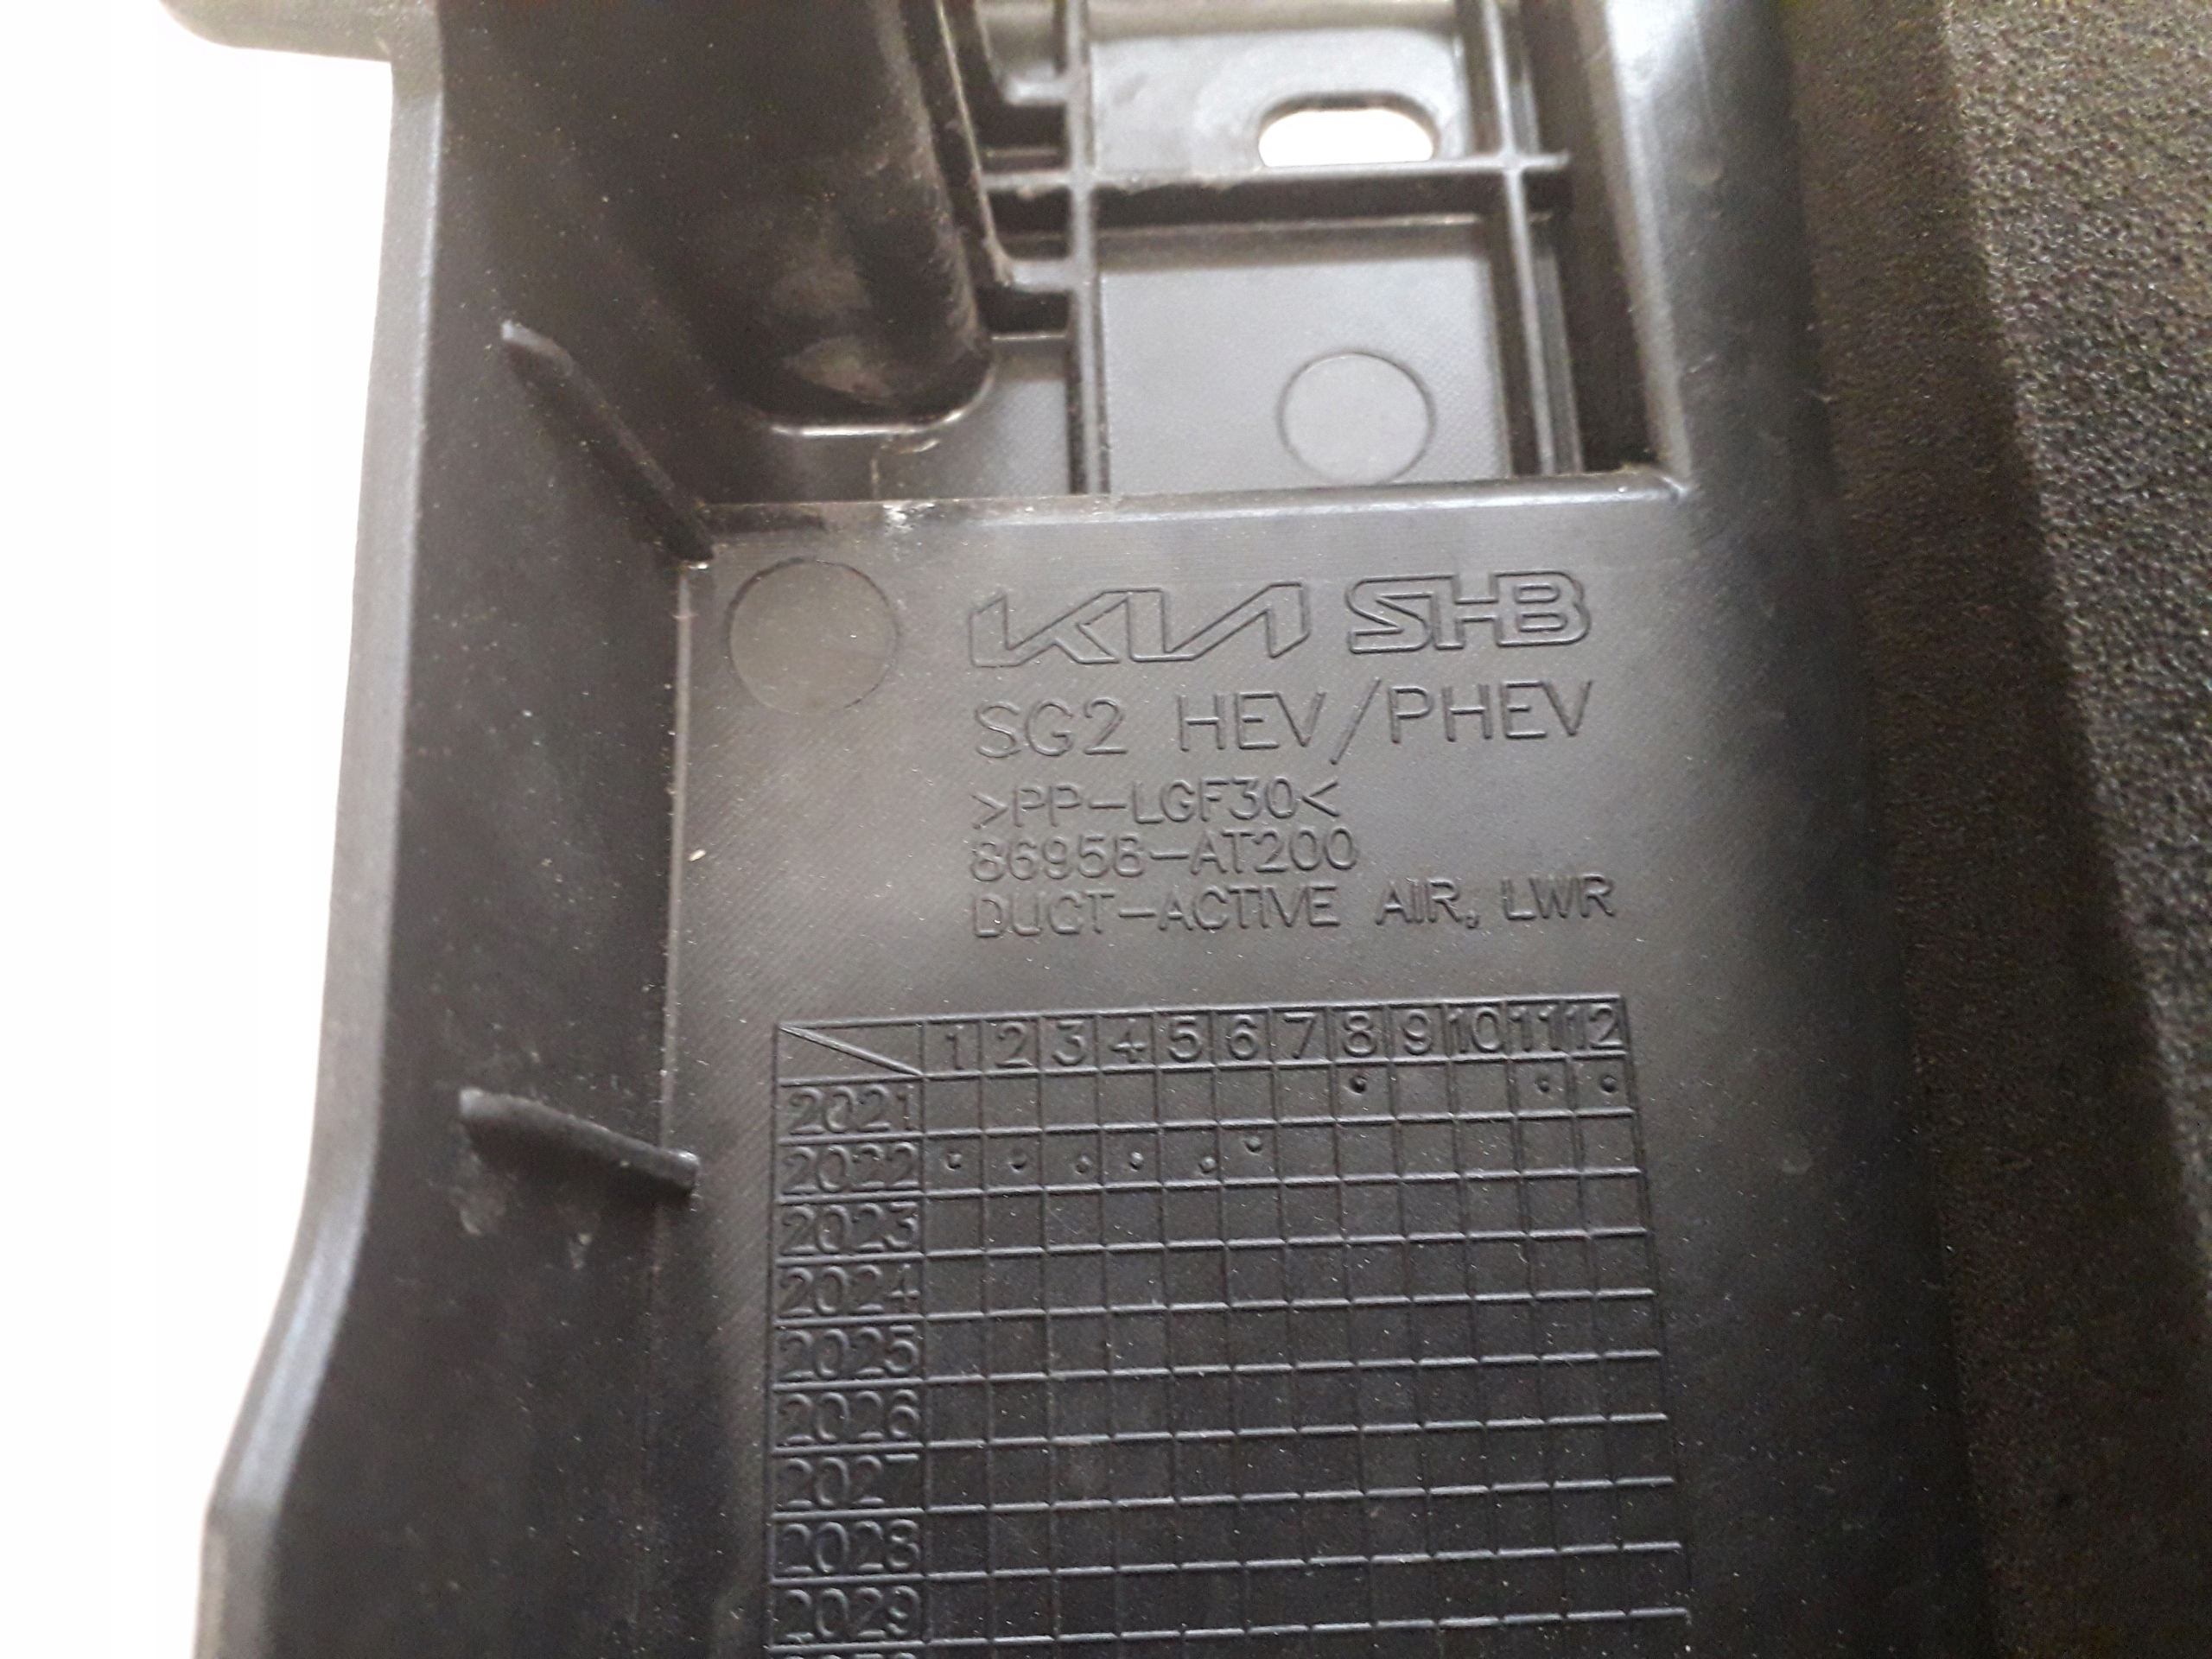 KIA SHB
SG2 HEV/PHEV
>PP-LGF30<
86958-AT200
DUCT-ACTIVE AIR, LWR
1 2 3 4 5 6 7 8 9 10 11 12
2021
2022
2023
2024
2025
2026
2027
2028
2029